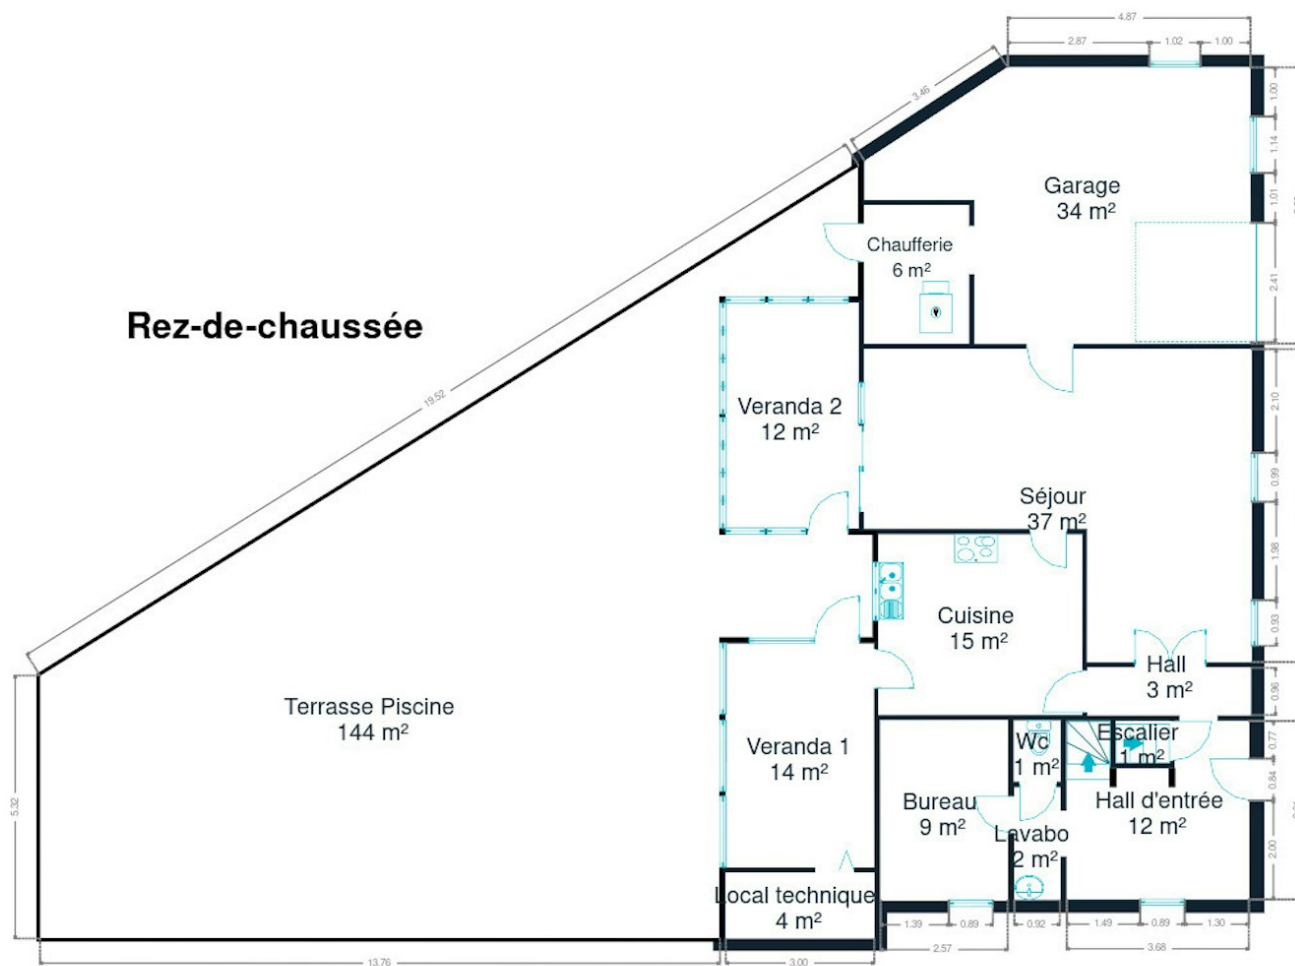 4.87
2.87
1.02
1.00
3.46
1.00
1.14
Garage
34 m²
1.01
Chaufferie
6 m²
2.41
Rez-de-chaussée
19.52
Veranda 2
12 m²
2.10
0.99
Séjour
37 m²
1.98
Cuisine
15 m²
0.93
Hall
3 m²
0.96
Terrasse Piscine
144 m²
Veranda 1
14 m²
Wc
1 m²
Escalier
1 m²
0.77
0.84
5.32
Bureau
9 m²
Lavabo
2 m²
Hall d'entrée
12 m²
2.00
Local technique
4 m²
1.39
0.89
0.92
1.49
0.89
1.30
2.57
3.68
13.76
3.00